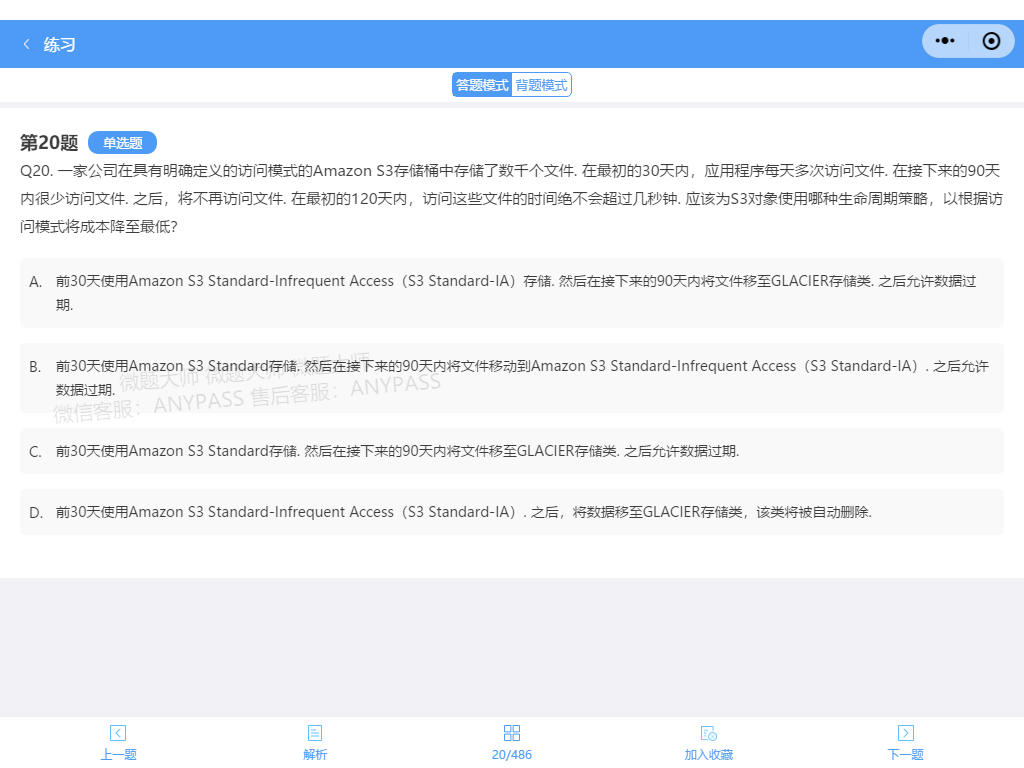 练习
答题模式 背题模式
第20题 单选题
Q20. 一家公司在具有明确定义的访问模式的Amazon S3存储桶中存储了数千个文件. 在最初的30天内，应用程序每天多次访问文件. 在接下来的90天
内很少访问文件. 之后，将不再访问文件. 在最初的120天内，访问这些文件的时间绝不会超过几秒钟. 应该为S3对象使用哪种生命周期策略，以根据访
问模式将成本降至最低?
A. 前30天使用Amazon S3 Standard-Infrequent Access（S3 Standard-IA）存储. 然后在接下来的90天内将文件移至GLACIER存储类. 之后允许数据过
期.
B. 前30天使用Amazon S3 Standard存储. 然后在接下来的90天内将文件移动到Amazon S3 Standard-Infrequent Access（S3 Standard-IA）. 之后允许
数据过期.
微题大师 微题大师 微题大师
微信客服：ANYPASS 售后客服：ANYPASS
C. 前30天使用Amazon S3 Standard存储. 然后在接下来的90天内将文件移至GLACIER存储类. 之后允许数据过期.
D. 前30天使用Amazon S3 Standard-Infrequent Access（S3 Standard-IA）. 之后，将数据移至GLACIER存储类，该类将被自动删除.
上一题 解析 20/486 加入收藏 下一题